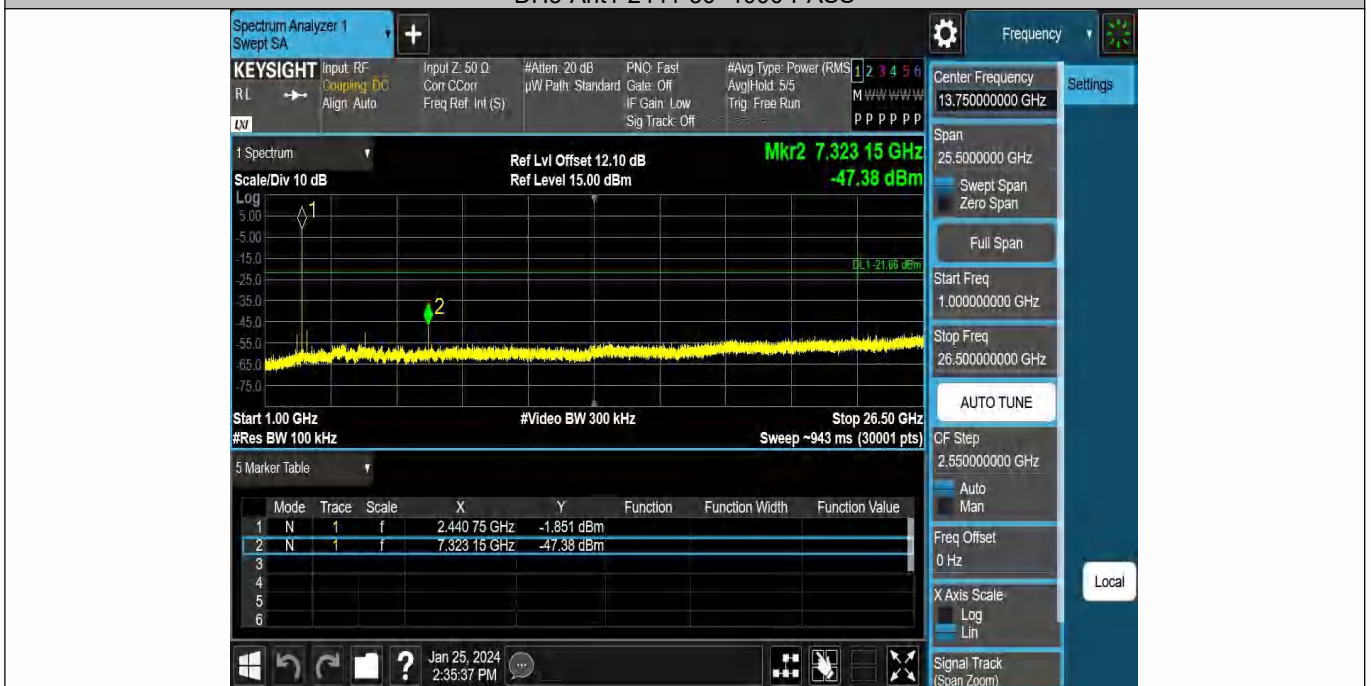 Spectrum Analyzer 1
Swept SA
+
Frequency
KEYSIGHT
RL
LXI
Input: RF
Coupling: DC
Align: Auto
Input Z: 50 Ω
Corr CCorr
Freq Ref: Int (S)
#Atten: 20 dB
µW Path: Standard
PNO: Fast
Gate: Off
IF Gain: Low
Sig Track: Off
#Avg Type: Power (RMS
Avg|Hold: 5/5
Trig: Free Run
1 2 3 4 5 6
M W W W W W
P P P P P P
1 Spectrum
Scale/Div 10 dB
Ref Lvl Offset 12.10 dB
Ref Level 15.00 dBm
Mkr2 7.323 15 GHz
-47.38 dBm
Log
5.00
-5.00
-15.0
-25.0
-35.0
-45.0
-55.0
-65.0
-75.0
1
2
DL1 -21.66 dBm
Start 1.00 GHz
#Video BW 300 kHz
Stop 26.50 GHz
#Res BW 100 kHz
Sweep ~943 ms (30001 pts)
5 Marker Table
Mode Trace Scale X Y Function Function Width Function Value
1 N 1 f 2.440 75 GHz -1.851 dBm
2 N 1 f 7.323 15 GHz -47.38 dBm
3
4
5
6
Jan 25, 2024
2:35:37 PM
Center Frequency
13.750000000 GHz
Settings
Span
25.5000000 GHz
Swept Span
Zero Span
Full Span
Start Freq
1.000000000 GHz
Stop Freq
26.500000000 GHz
AUTO TUNE
CF Step
2.550000000 GHz
Auto
Man
Freq Offset
0 Hz
Local
X Axis Scale
Log
Lin
Signal Track
(Span Zoom)